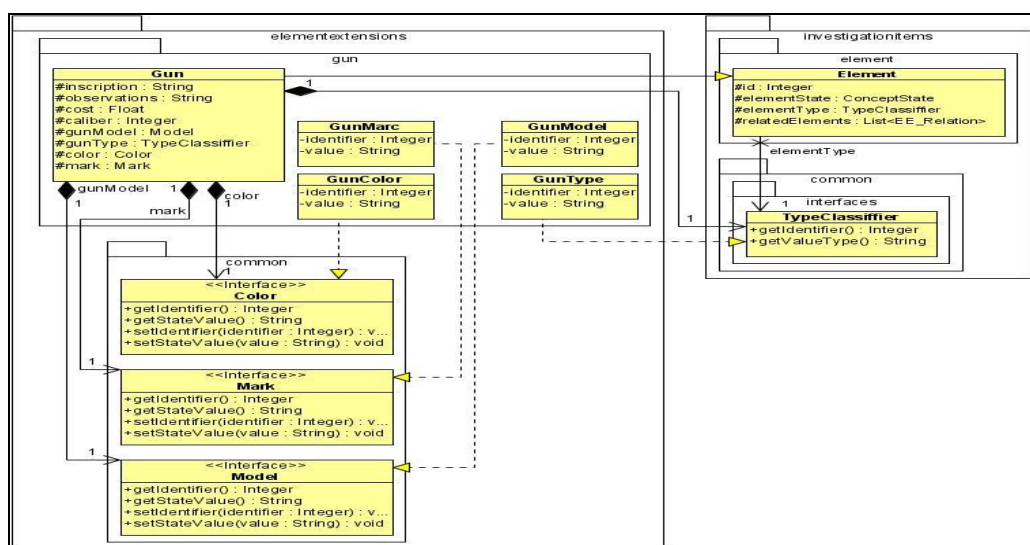 elementextensions
gun
Gun
#inscription : String
#observations : String
#cost : Float
#caliber : Integer
#gunModel : Model
#gunType : TypeClassiffier
#color : Color
#mark : Mark
1
GunMarc
-identifier : Integer
-value : String
GunModel
-identifier : Integer
-value : String
GunColor
-identifier : Integer
-value : String
GunType
-identifier : Integer
-value : String
gunModel
1
mark
1
color
1
common
1
<<Interface>>
Color
+getIdentifier() : Integer
+getStateValue() : String
+setIdentifier(identifier : Integer) : v...
+setStateValue(value : String) : void
1
<<Interface>>
Mark
+getIdentifier() : Integer
+getStateValue() : String
+setIdentifier(identifier : Integer) : v...
+setStateValue(value : String) : void
1
<<Interface>>
Model
+getIdentifier() : Integer
+getStateValue() : String
+setIdentifier(identifier : Integer) : v...
+setStateValue(value : String) : void
investigationitems
element
Element
#id : Integer
#elementState : ConceptState
#elementType : TypeClassiffier
#relatedElements : List<EE_Relation>
elementType
common
interfaces
1
1
TypeClassiffier
+getIdentifier() : Integer
+getValueType() : String